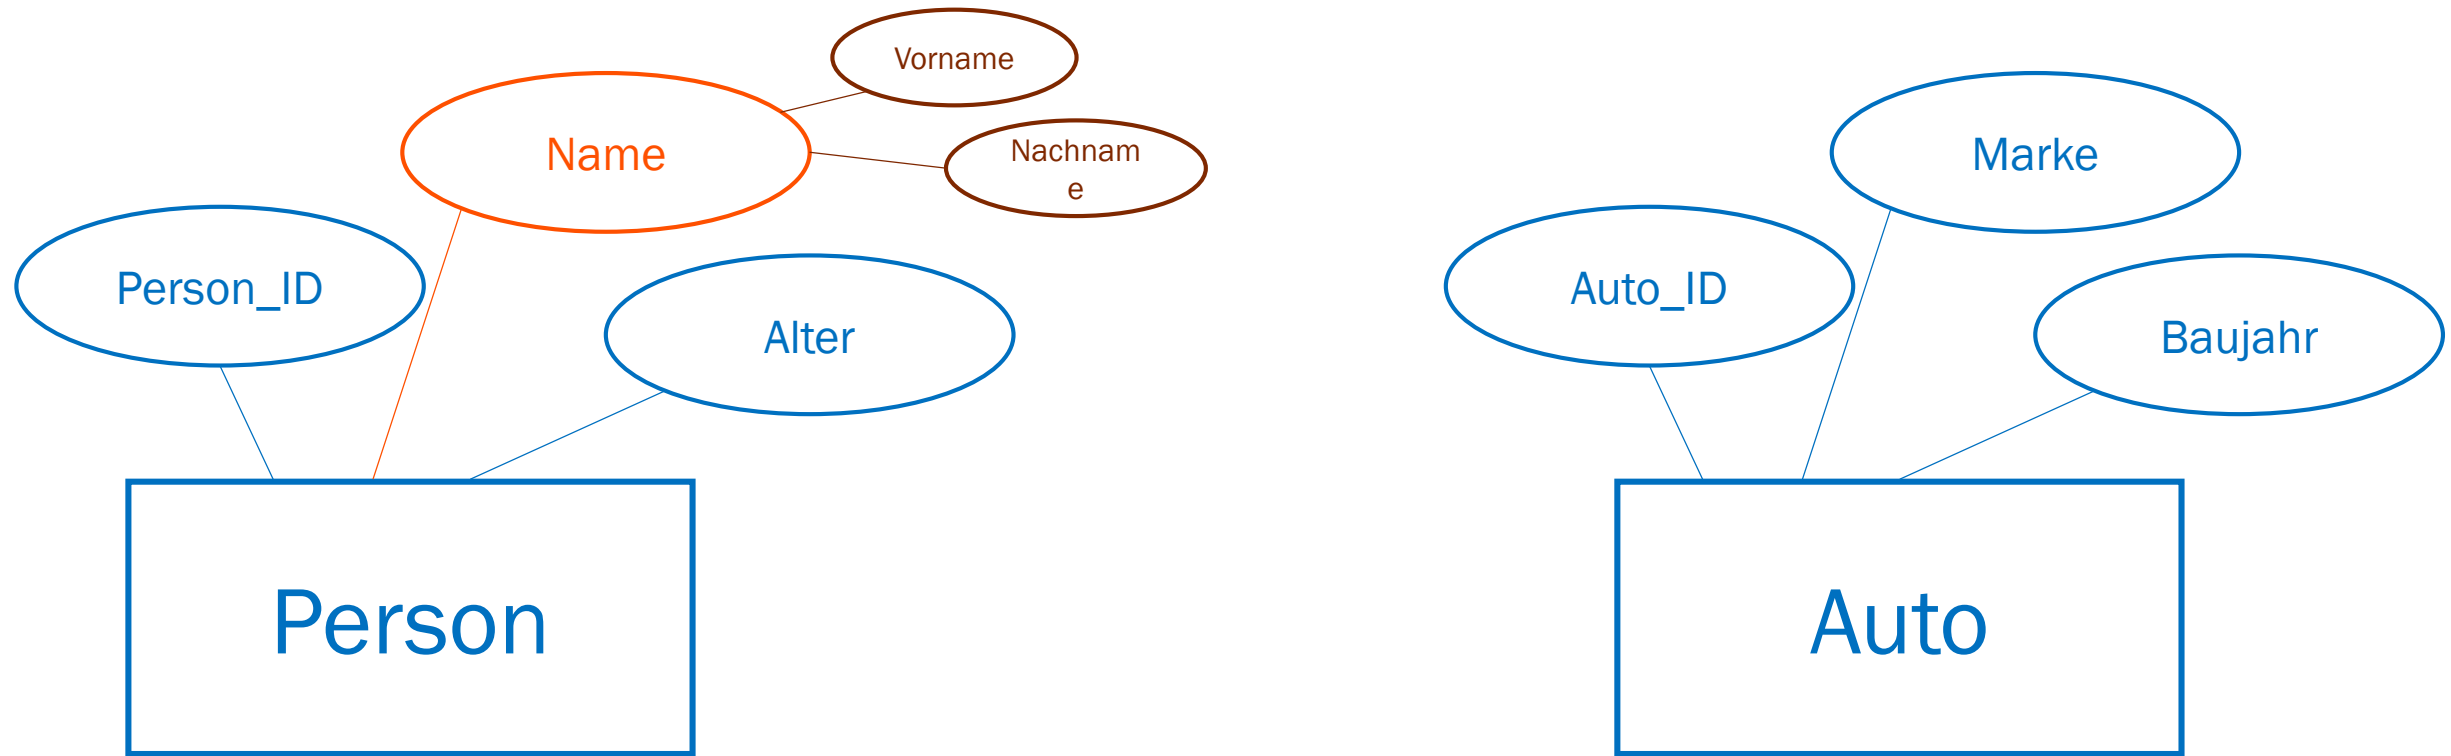 Vorname
Name
Nachnam
e
Marke
Person_ID
Alter
Auto_ID
Baujahr
Person
Auto